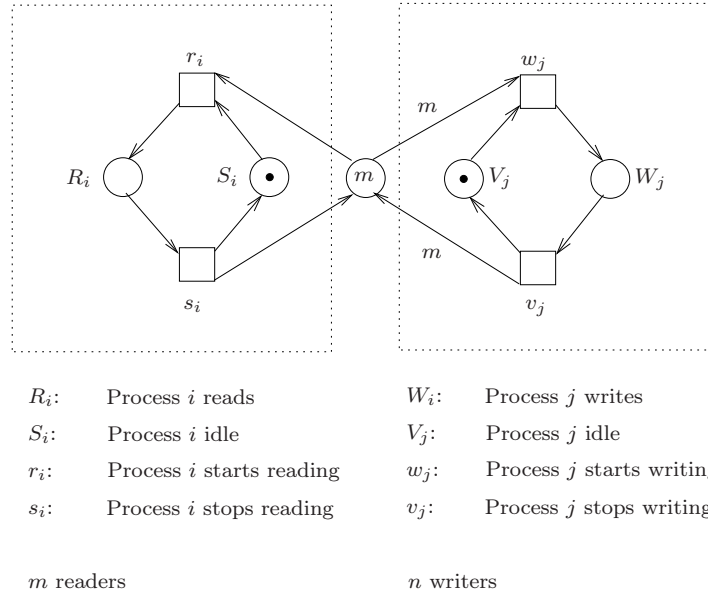 r_i w_j
m
R_i S_i m V_j W_j
m
s_i v_j
R_i: Process i reads W_i: Process j writes
S_i: Process i idle V_j: Process j idle
r_i: Process i starts reading w_j: Process j starts writin
s_i: Process i stops reading v_j: Process j stops writing
m readers n writers